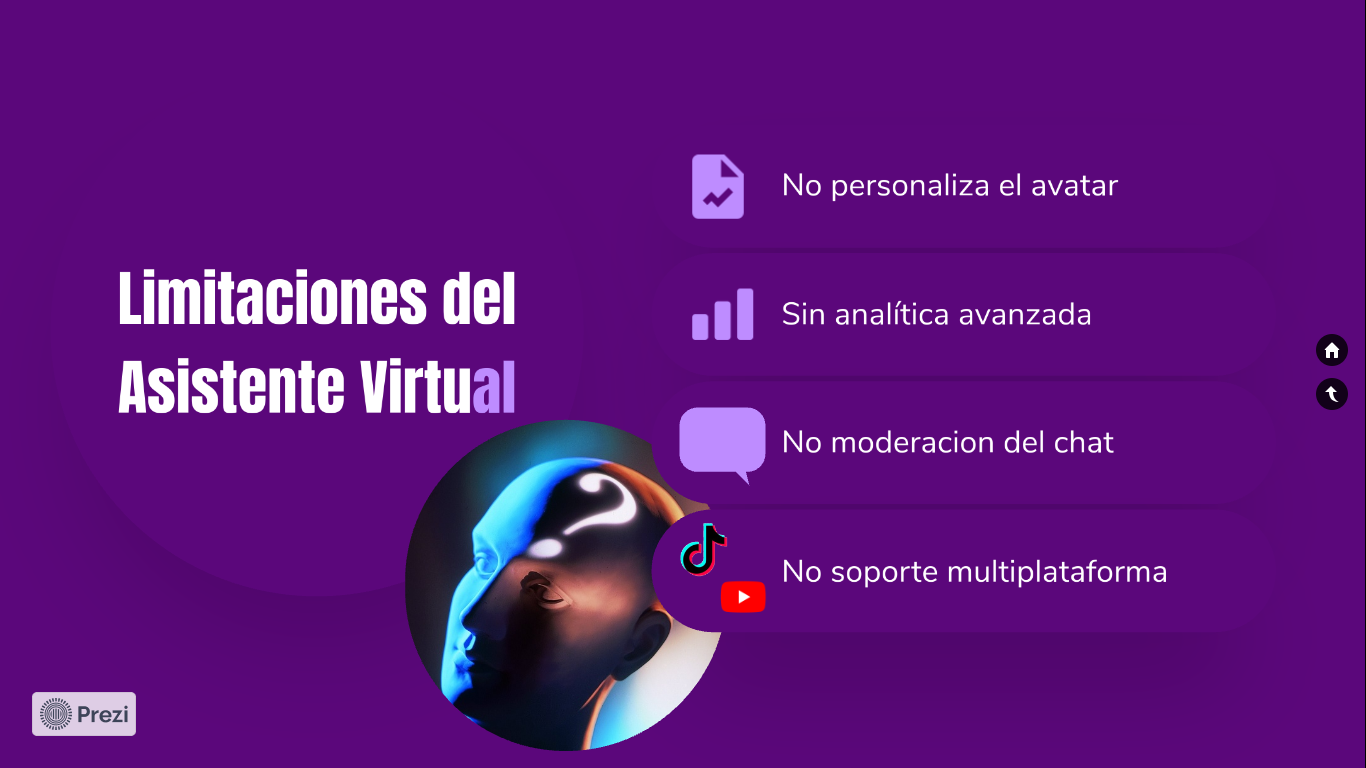 Limitaciones del
Asistente Virtual
No personaliza el avatar
Sin analítica avanzada
No moderacion del chat
No soporte multiplataforma
?
Prezi